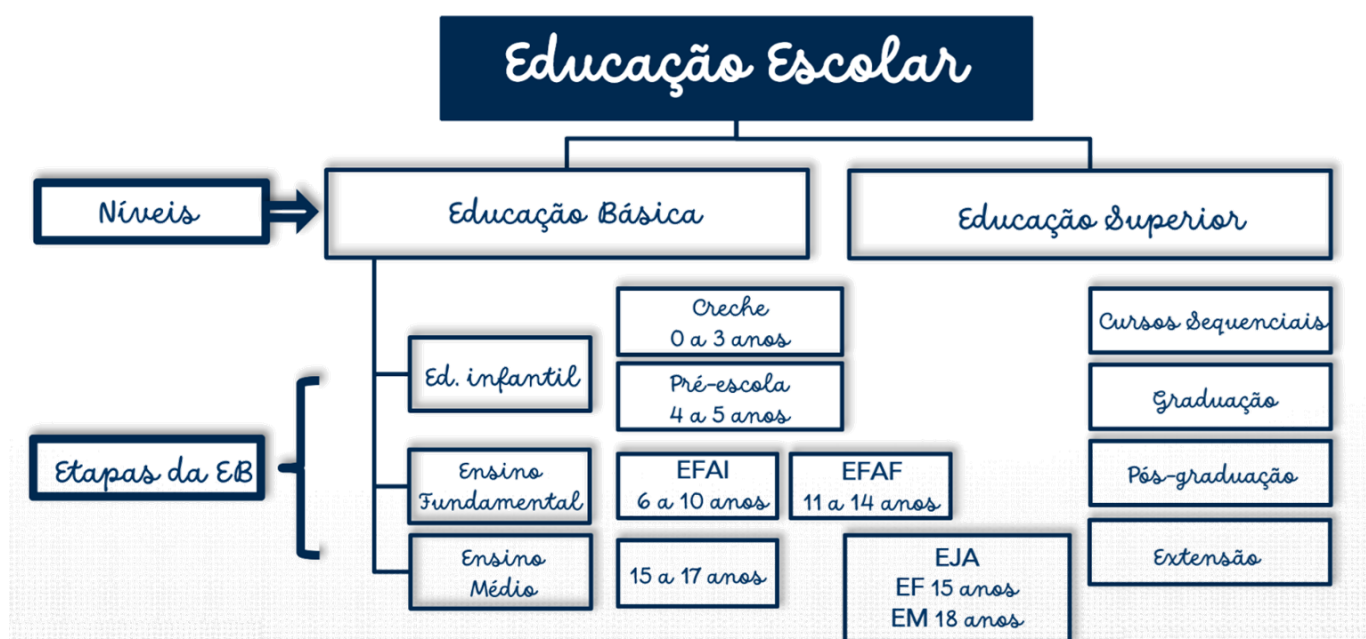 Educação Escolar
Níveis
Educação Básica
Educação Superior
Etapas da EB
Ed. infantil
Creche
0 a 3 anos
Pré-escola
4 a 5 anos
Ensino
Fundamental
EFAI
6 a 10 anos
EFAF
11 a 14 anos
Ensino
Médio
15 a 17 anos
EJA
EF 15 anos
EM 18 anos
Cursos Sequenciais
Graduação
Pós-graduação
Extensão